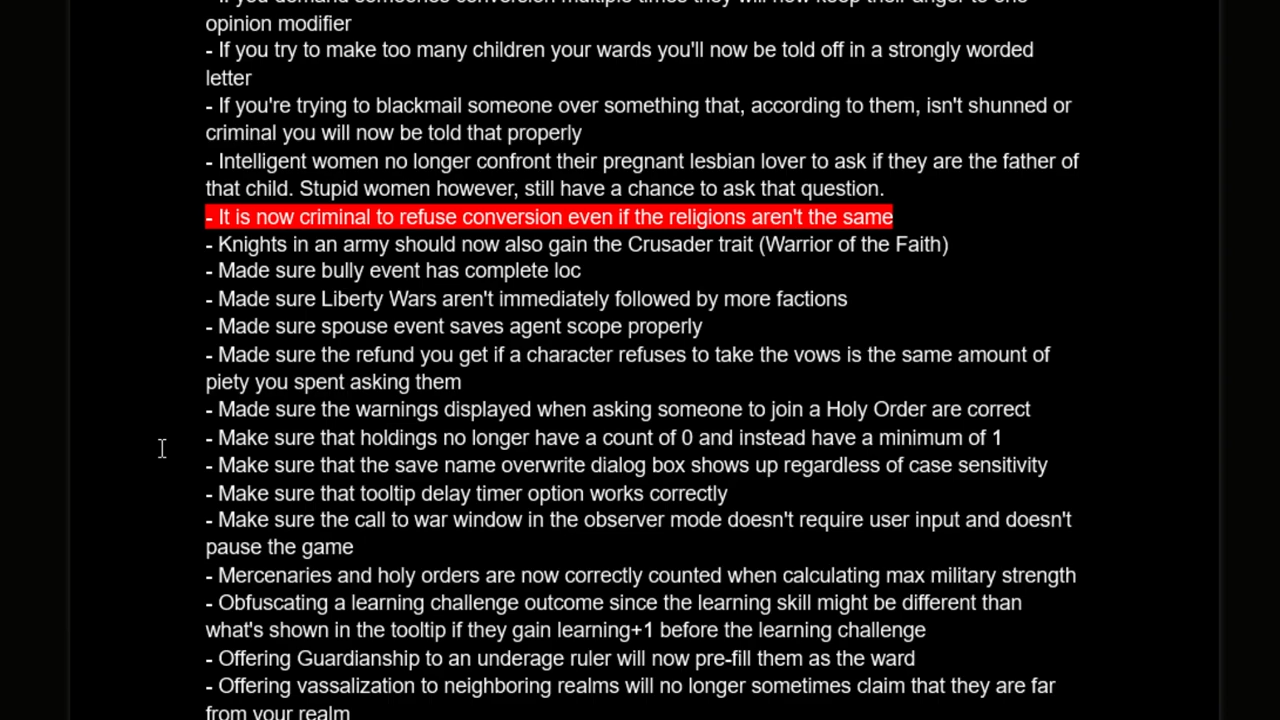 opinion modifier
- If you try to make too many children your wards you'll now be told off in a strongly worded
letter
- If you're trying to blackmail someone over something that, according to them, isn't shunned or
criminal you will now be told that properly
- Intelligent women no longer confront their pregnant lesbian lover to ask if they are the father of
that child. Stupid women however, still have a chance to ask that question.
- It is now criminal to refuse conversion even if the religions aren't the same
- Knights in an army should now also gain the Crusader trait (Warrior of the Faith)
- Made sure bully event has complete loc
- Made sure Liberty Wars aren't immediately followed by more factions
- Made sure spouse event saves agent scope properly
- Made sure the refund you get if a character refuses to take the vows is the same amount of
piety you spent asking them
- Made sure the warnings displayed when asking someone to join a Holy Order are correct
- Make sure that holdings no longer have a count of 0 and instead have a minimum of 1
- Make sure that the save name overwrite dialog box shows up regardless of case sensitivity
- Make sure that tooltip delay timer option works correctly
- Make sure the call to war window in the observer mode doesn't require user input and doesn't
pause the game
- Mercenaries and holy orders are now correctly counted when calculating max military strength
- Obfuscating a learning challenge outcome since the learning skill might be different than
what's shown in the tooltip if they gain learning+1 before the learning challenge
- Offering Guardianship to an underage ruler will now pre-fill them as the ward
- Offering vassalization to neighboring realms will no longer sometimes claim that they are far
from your realm